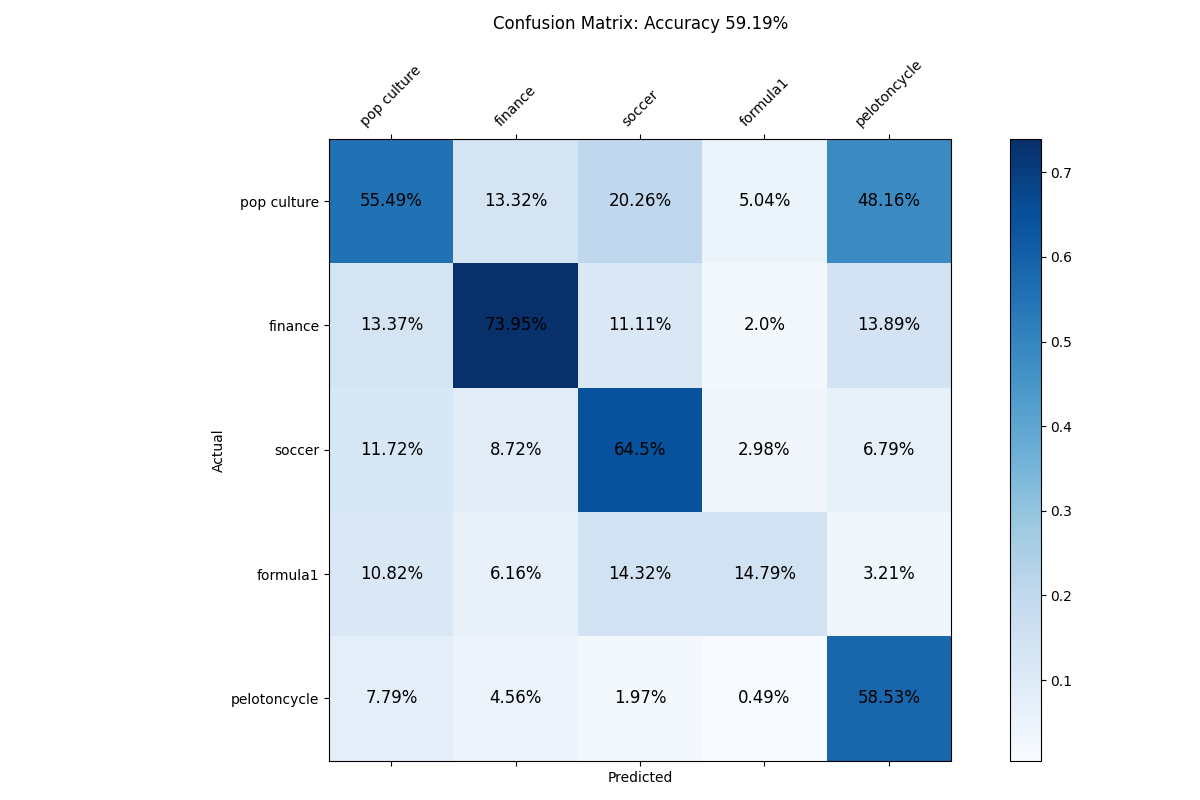 Confusion Matrix: Accuracy 59.19%
pop culture finance soccer formula1 pelotoncycle
pop culture 55.49% 13.32% 20.26% 5.04% 48.16%
finance 13.37% 73.95% 11.11% 2.0% 13.89%
soccer 11.72% 8.72% 64.5% 2.98% 6.79%
formula1 10.82% 6.16% 14.32% 14.79% 3.21%
pelotoncycle 7.79% 4.56% 1.97% 0.49% 58.53%
Actual
Predicted
0.7
0.6
0.5
0.4
0.3
0.2
0.1